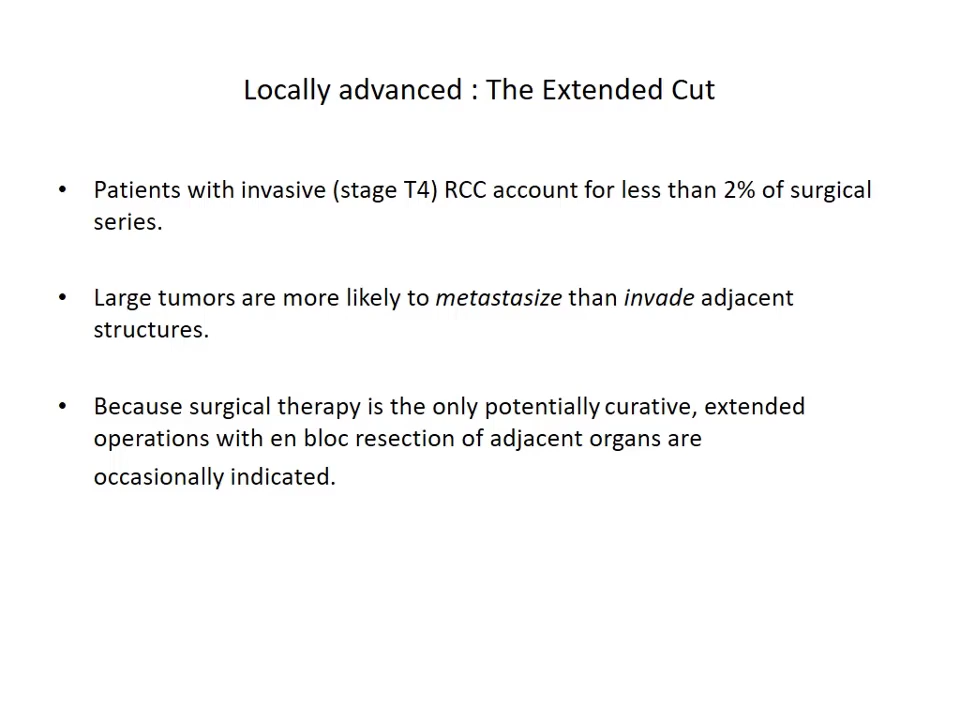 Locally advanced : The Extended Cut
• Patients with invasive (stage T4) RCC account for less than 2% of surgical
series.
• Large tumors are more likely to metastasize than invade adjacent
structures.
• Because surgical therapy is the only potentially curative, extended
operations with en bloc resection of adjacent organs are
occasionally indicated.